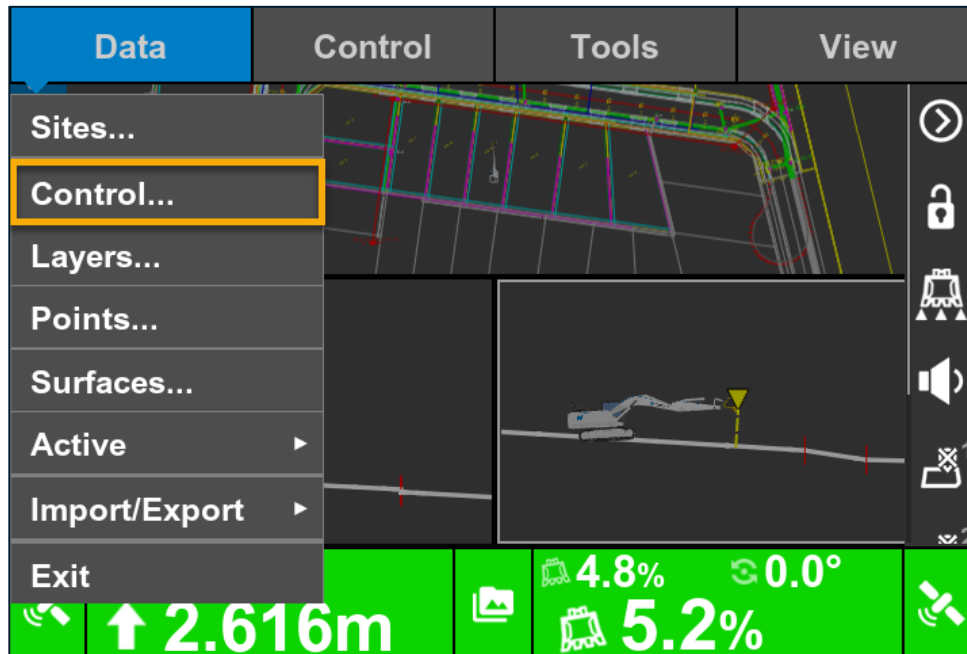 Data Control Tools View
Sites...
Control...
Layers...
Points...
Surfaces...
Active
Import/Export
Exit
2.616m
4.8% 0.0°
5.2%